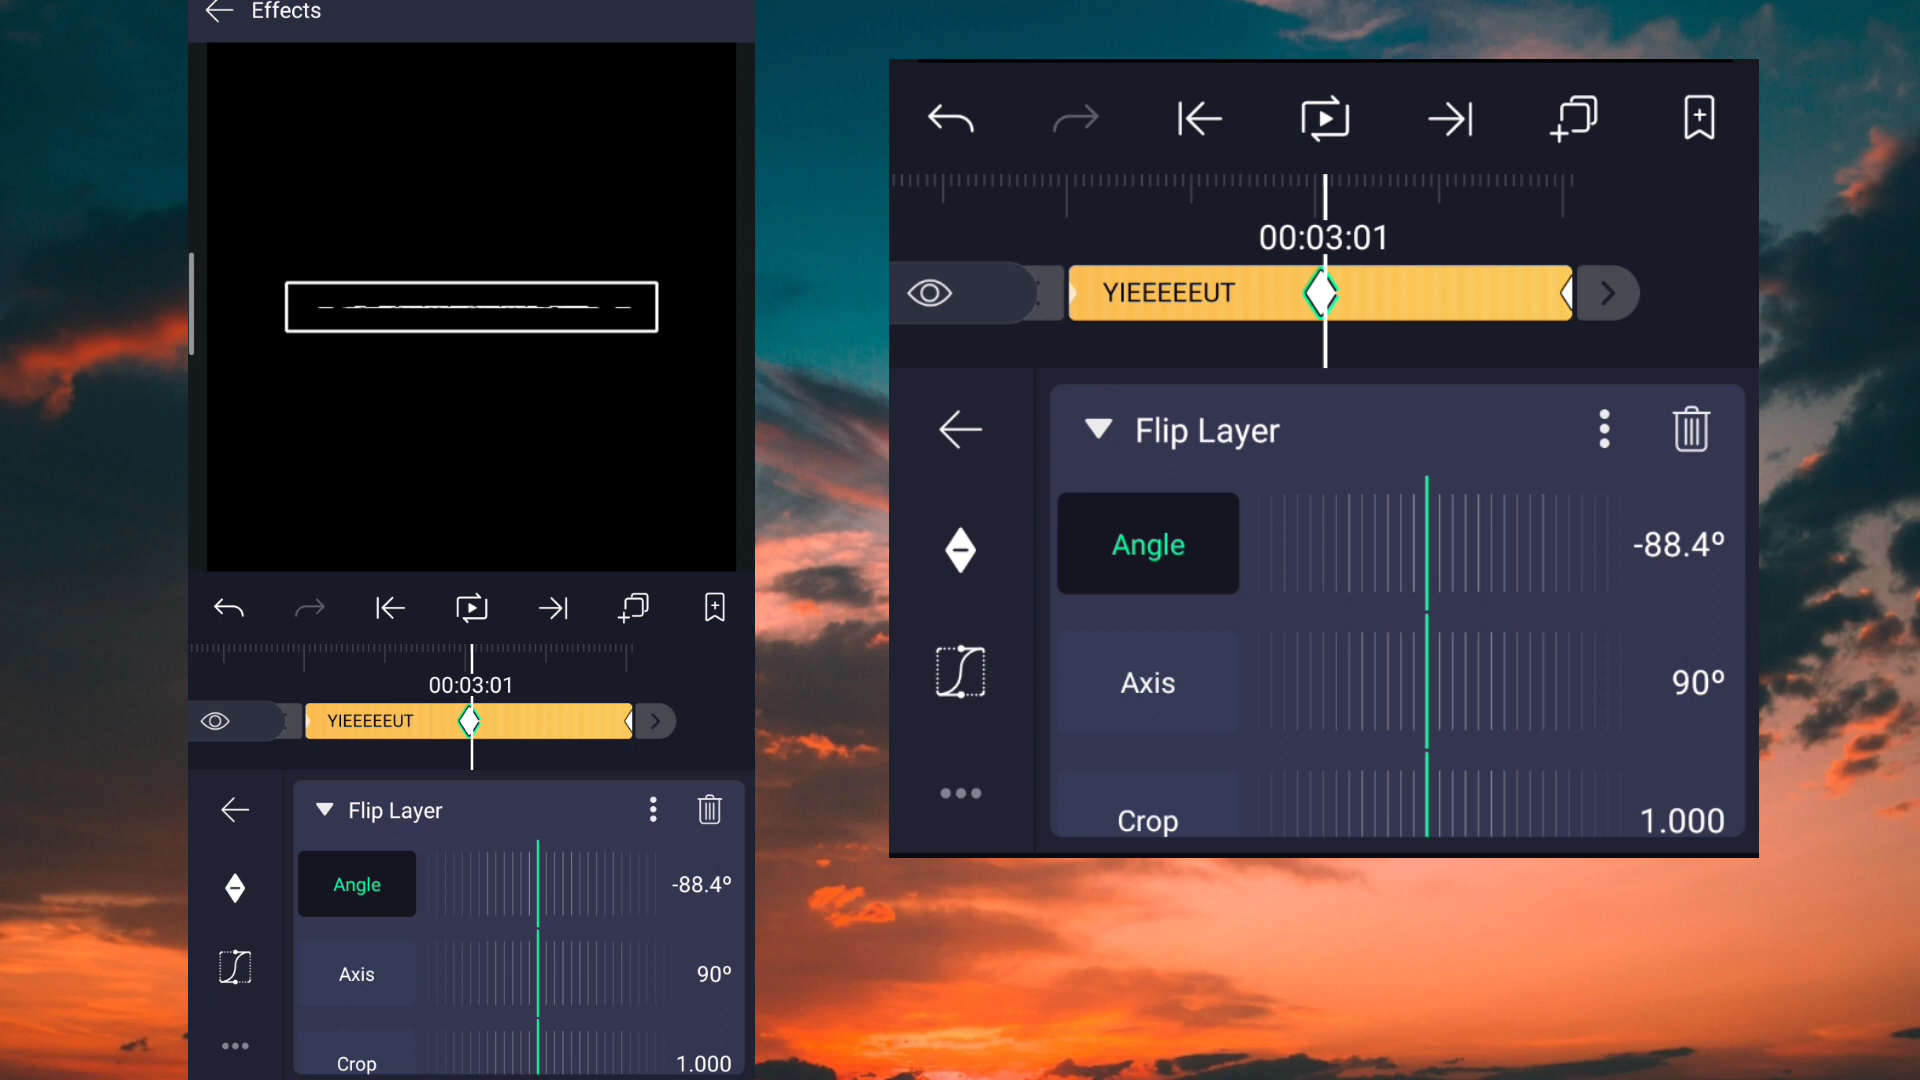 Effects
00:03:01
YIEEEEEUT
Flip Layer
Angle -88.4º
Axis 90º
Crop 1.000
00:03:01
YIEEEEEUT
Flip Layer
Angle -88.4º
Axis 90º
Crop 1.000